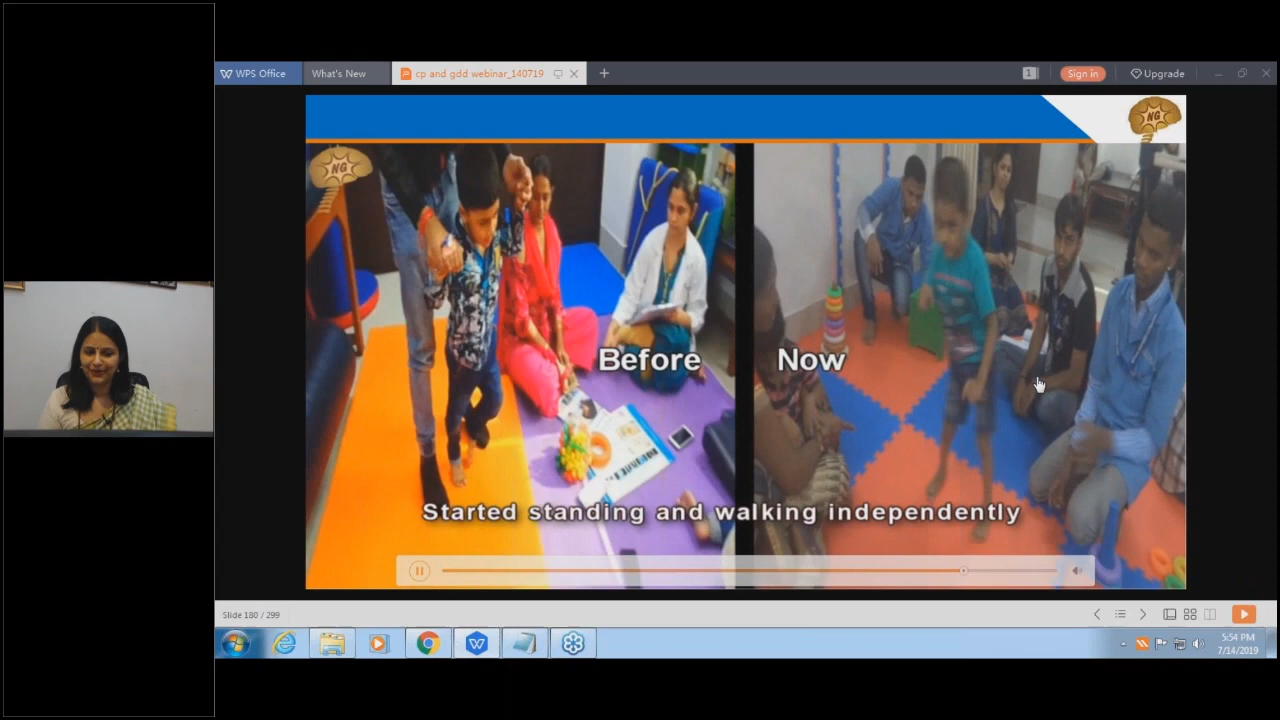 WPS Office
What's New
cp and gdd webinar_140719
1
Sign in
Upgrade
NG
NG
Before
Now
Started standing and walking independently
Slide 180 / 299
5:54 PM
7/14/2019